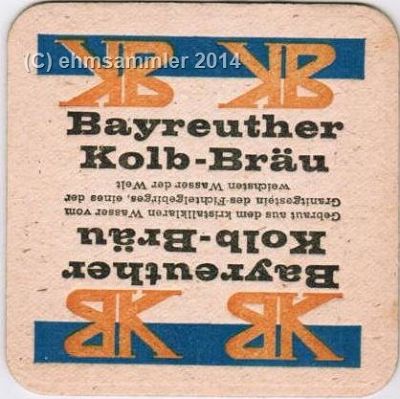 (C) ehmsammler 2014
KB KB
Bayreuther
Kolb-Bräu
Bayreuther
Kolb-Bräu
Gebraut aus dem kristallklaren Wasser vom
Granitgestein des Fichtelgebirges, eines der
weichsten Wasser der Welt
KB KB